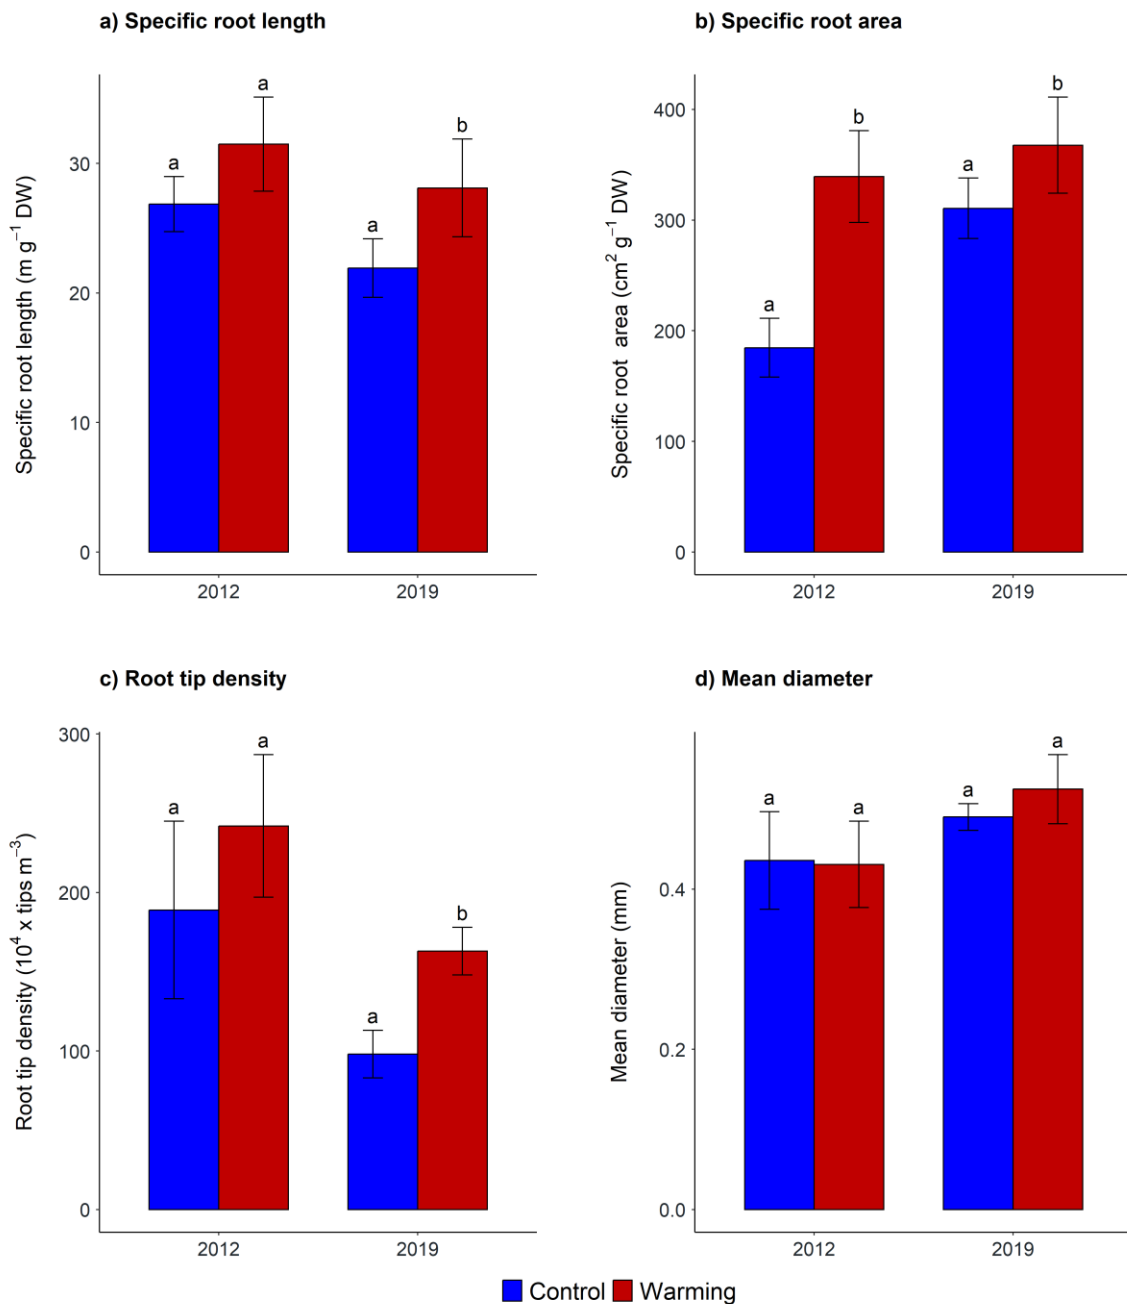 a) Specific root length
Specific root length (m g⁻¹ DW)
30
20
10
0
a
a
a
b
2012
2019
b) Specific root area
Specific root area (cm² g⁻¹ DW)
400
300
200
100
0
a
b
a
b
2012
2019
c) Root tip density
Root tip density (10⁴ x tips m⁻³)
300
200
100
0
a
a
a
b
2012
2019
d) Mean diameter
Mean diameter (mm)
0.4
0.2
0.0
a
a
a
a
2012
2019
Control
Warming